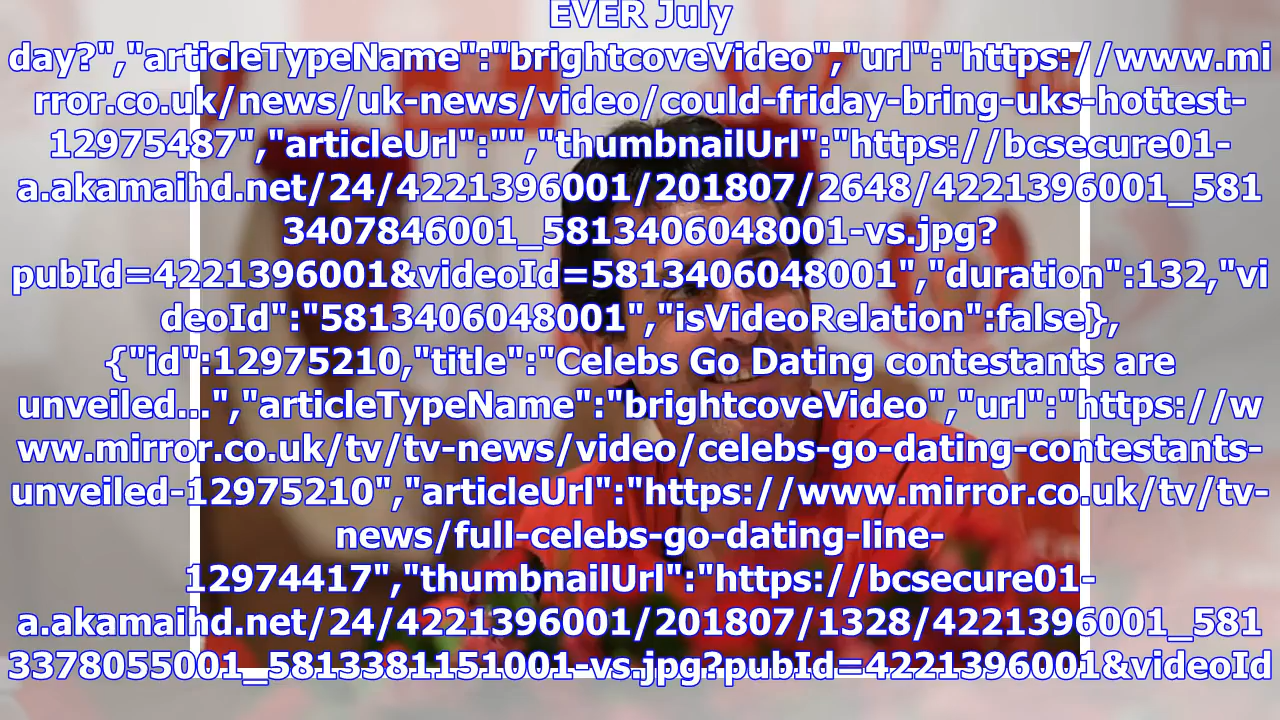 EVER July
day?","articleTypeName":"brightcoveVideo","url":"https://www.mi
rror.co.uk/news/uk-news/video/could-friday-bring-uks-hottest-
12975487","articleUrl":"","thumbnailUrl":"https://bcsecure01-
a.akamaihd.net/24/4221396001/201807/2648/4221396001_581
3407846001_5813406048001-vs.jpg?
pubId=4221396001&videoId=5813406048001","duration":132,"vi
deoId":"5813406048001","isVideoRelation":false},
{"id":12975210,"title":"Celebs Go Dating contestants are
unveiled...","articleTypeName":"brightcoveVideo","url":"https://w
ww.mirror.co.uk/tv/tv-news/video/celebs-go-dating-contestants-
unveiled-12975210","articleUrl":"https://www.mirror.co.uk/tv/tv-
news/full-celebs-go-dating-line-
12974417","thumbnailUrl":"https://bcsecure01-
a.akamaihd.net/24/4221396001/201807/1328/4221396001_581
3378055001_5813381151001-vs.jpg?pubId=4221396001&videoId